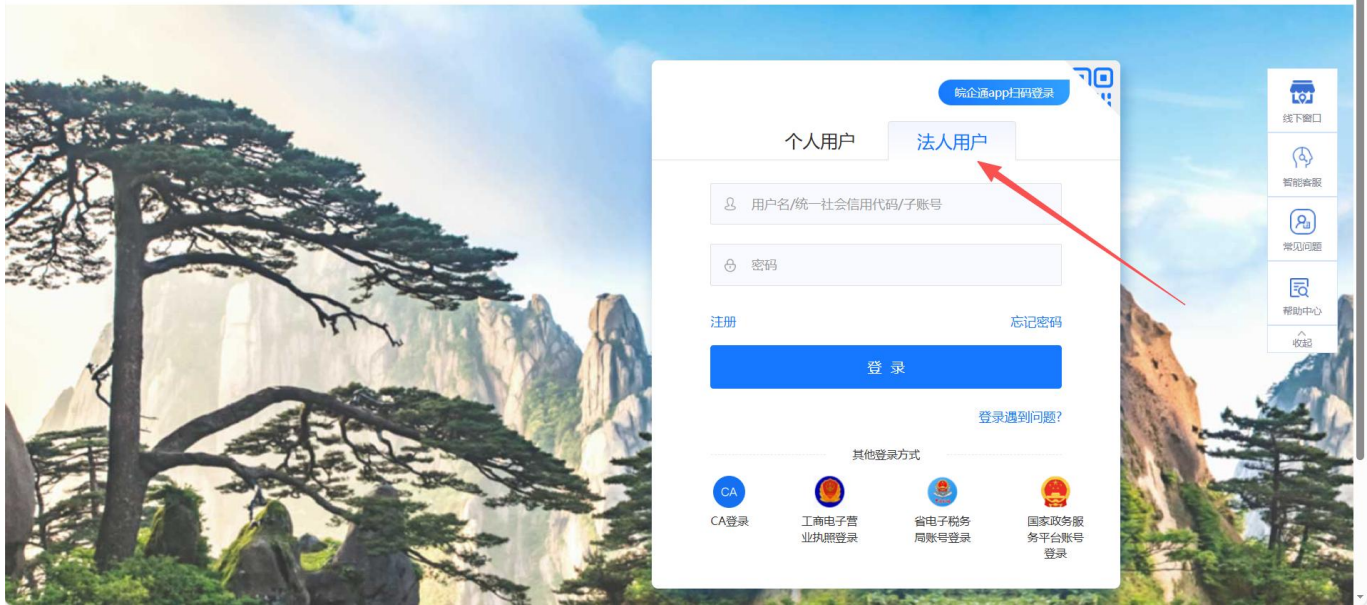 皖企通app扫码登录
个人用户
法人用户
用户名/统一社会信用代码/子账号
密码
注册
忘记密码
登 录
登录遇到问题?
其他登录方式
CA
CA登录
工商电子营
业执照登录
省电子税务
局账号登录
国家政务服
务平台账号
登录
线下窗口
智能客服
常见问题
帮助中心
收起